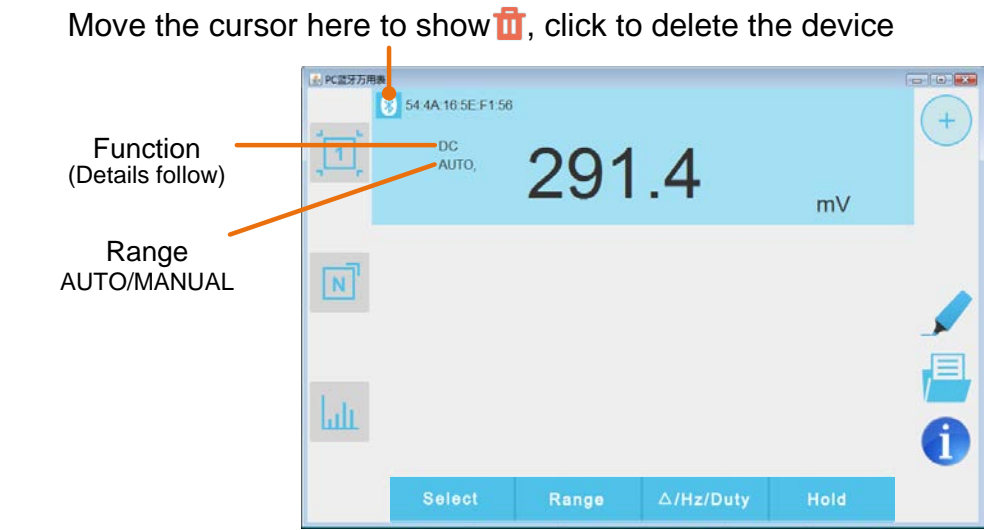 Move the cursor here to show , click to delete the device
PC蓝牙万用表
54:4A:16:5E:F1:56
Function
(Details follow)
DC
AUTO,
291.4
mV
+
1
Range
AUTO/MANUAL
N
i
Select Range △/Hz/Duty Hold